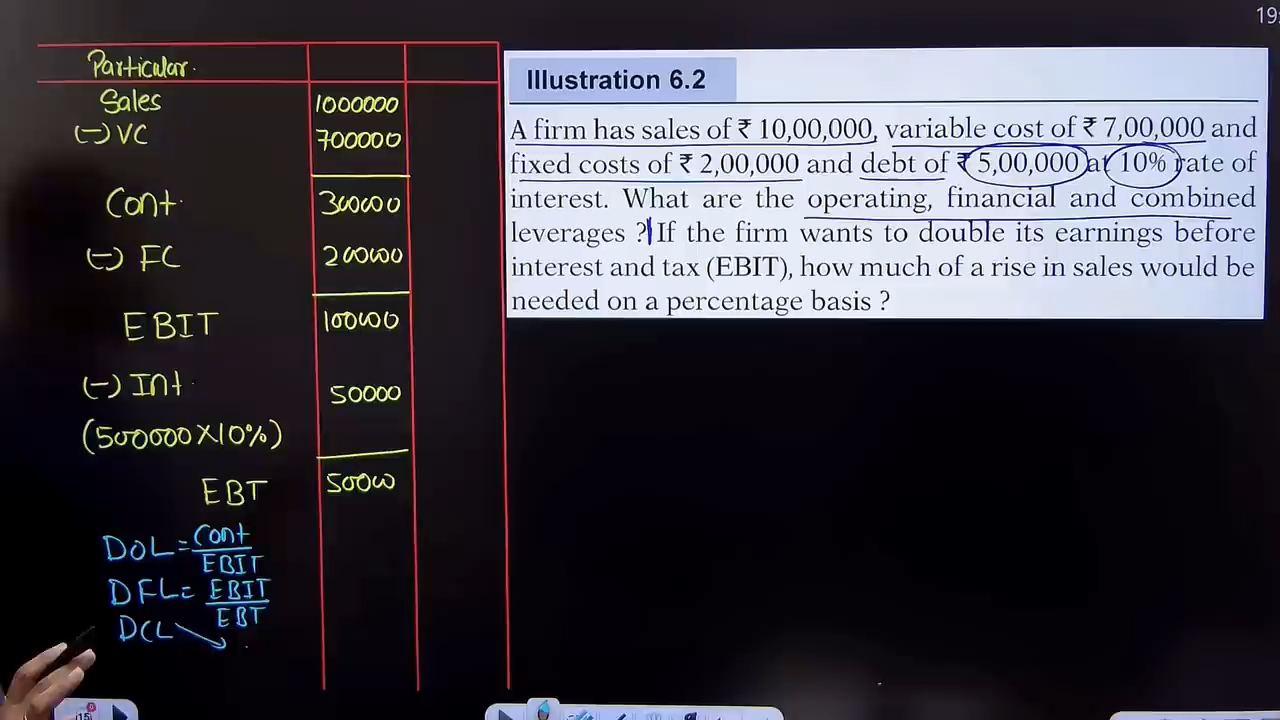 19:
Particular.
Sales 1000000
(-) VC 700000
Cont 300000
(-) FC 200000
EBIT 100000
(-) Int 50000
(500000X10%)
EBT 50000
DOL = Cont
EBIT
DFL = EBIT
EBT
DCL
Illustration 6.2
A firm has sales of ₹ 10,00,000, variable cost of ₹ 7,00,000 and
fixed costs of ₹ 2,00,000 and debt of ₹ 5,00,000 at 10% rate of
interest. What are the operating, financial and combined
leverages ? If the firm wants to double its earnings before
interest and tax (EBIT), how much of a rise in sales would be
needed on a percentage basis ?
15